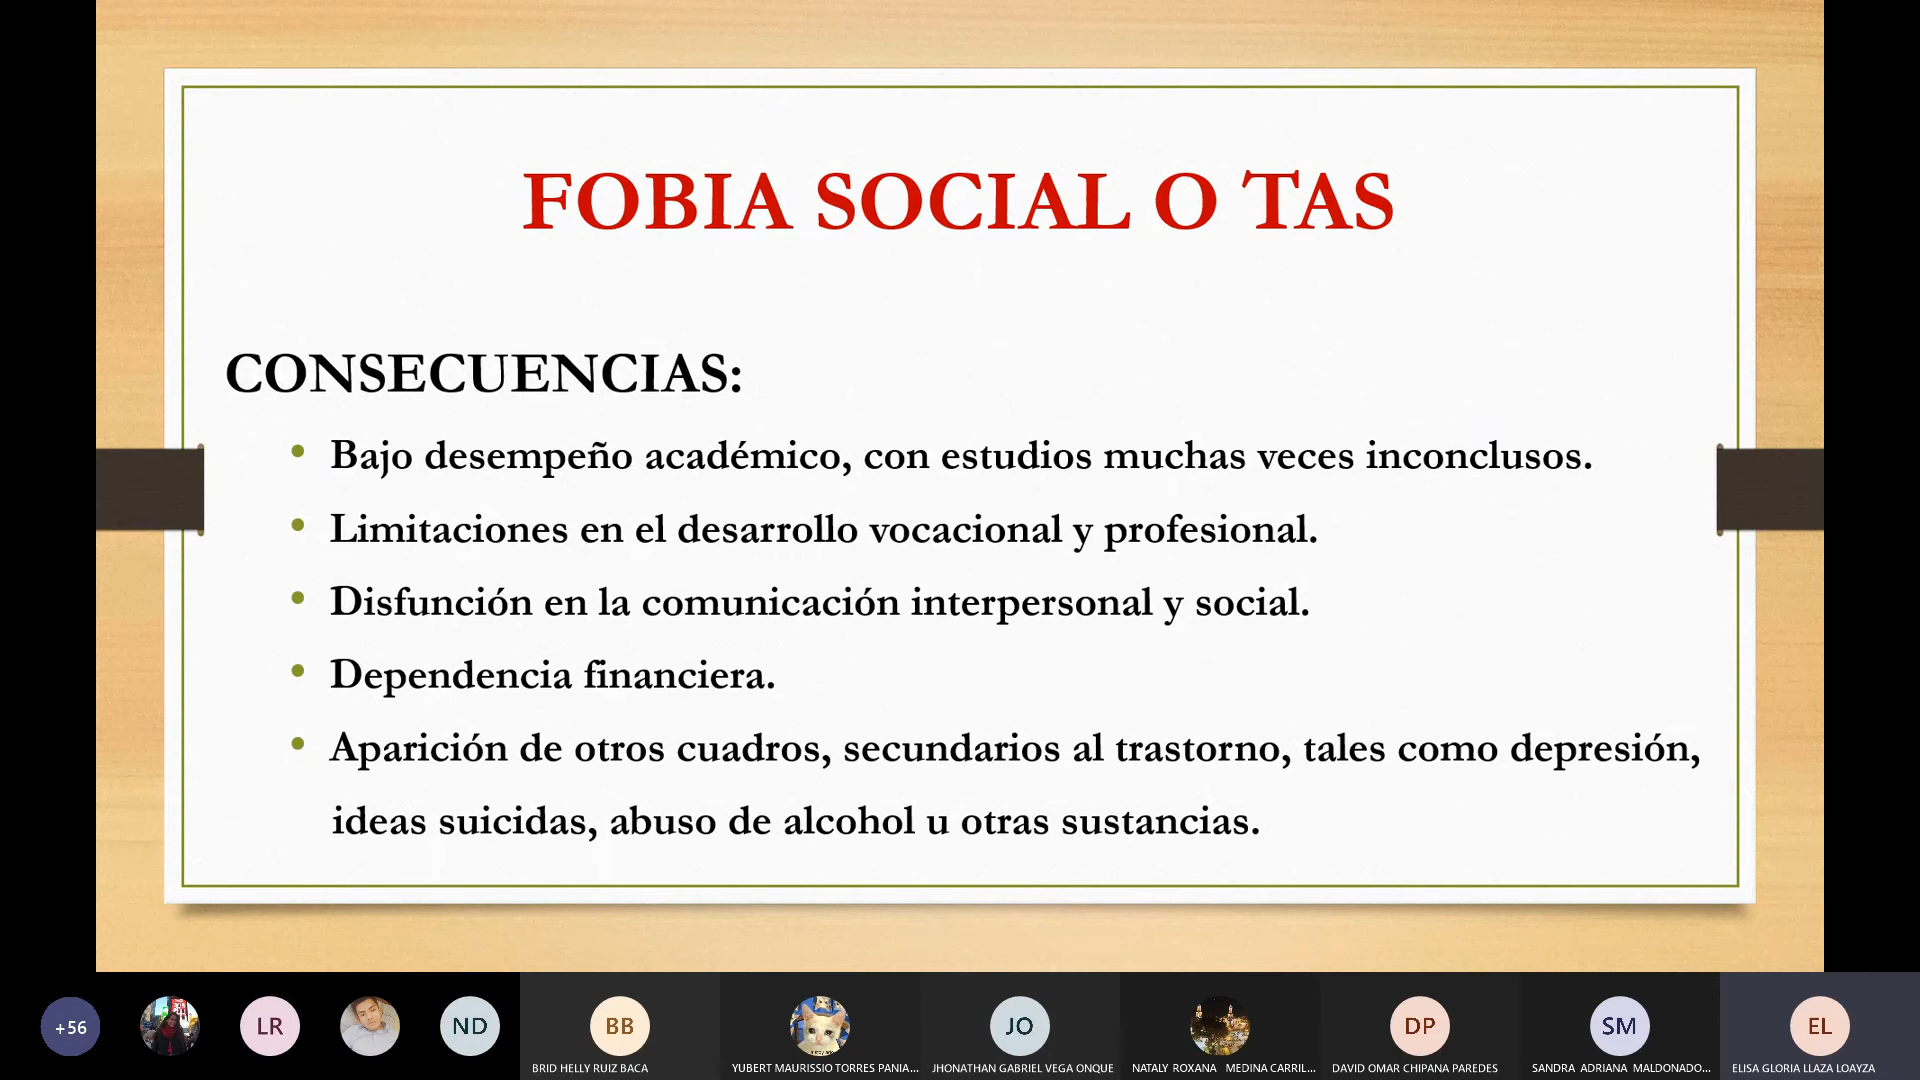 FOBIA SOCIAL O TAS
CONSECUENCIAS:
• Bajo desempeño académico, con estudios muchas veces inconclusos.
• Limitaciones en el desarrollo vocacional y profesional.
• Disfunción en la comunicación interpersonal y social.
• Dependencia financiera.
• Aparición de otros cuadros, secundarios al trastorno, tales como depresión,
ideas suicidas, abuso de alcohol u otras sustancias.
+56
LR
ND
BB
JO
DP
SM
EL
BRID HELLY RUIZ BACA
YUBERT MAURISSIO TORRES PANIA...
JHONATHAN GABRIEL VEGA ONQUE
NATALY ROXANA MEDINA CARRIL...
DAVID OMAR CHIPANA PAREDES
SANDRA ADRIANA MALDONADO...
ELISA GLORIA LLAZA LOAYZA